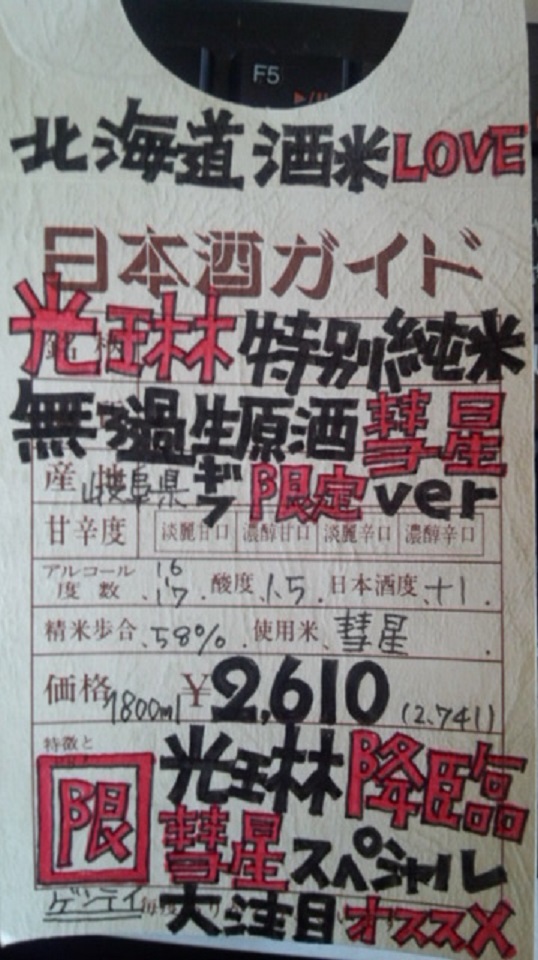 F5
北海道酒米LOVE
日本酒ガイド
光琳 特別純米
無ろ過生原酒 彗星
産地 岐阜県 ギフ 限定ver
甘辛度 淡麗甘口 濃醇甘口 淡麗辛口 濃醇辛口
アルコール度数、16.17. 酸度、1.5. 日本酒度、+1.
精米歩合、58%. 使用米、彗星.
価格 1800ml ¥2,610 (2,741)
特徴と
限 光琳 降臨
彗星 スペシャル
ゲンテイ 大注目 オススメ